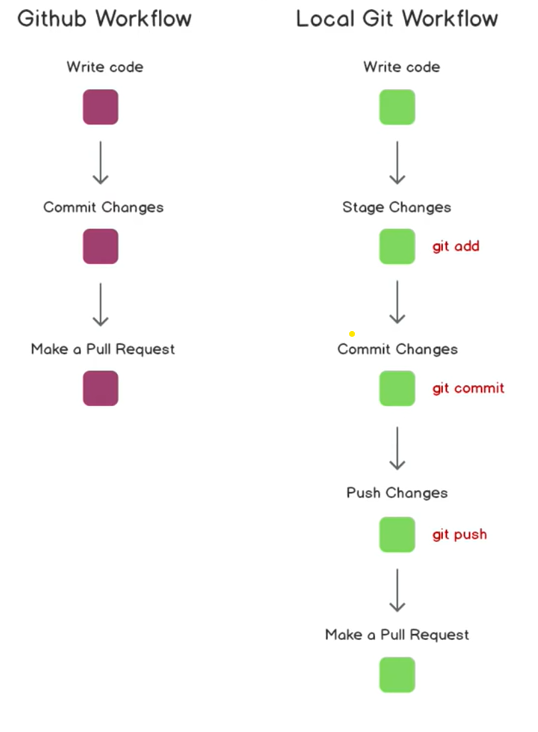 Github Workflow
Write code
Commit Changes
Make a Pull Request
Local Git Workflow
Write code
Stage Changes
git add
Commit Changes
git commit
Push Changes
git push
Make a Pull Request